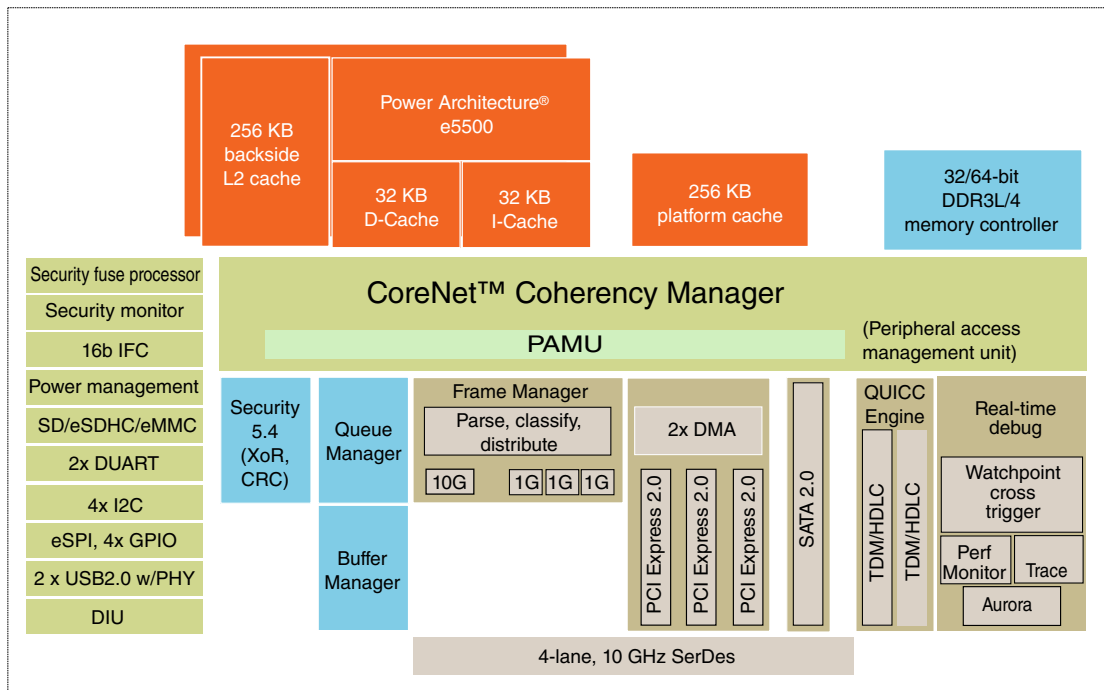 256 KB
backside
L2 cache
Power Architecture®
e5500
32 KB
D-Cache
32 KB
I-Cache
256 KB
platform cache
32/64-bit
DDR3L/4
memory controller
Security fuse processor
Security monitor
16b IFC
Power management
SD/eSDHC/eMMC
2x DUART
4x I2C
eSPI, 4x GPIO
2 x USB2.0 w/PHY
DIU
CoreNet™ Coherency Manager
PAMU
(Peripheral access
management unit)
Security
5.4
(XoR,
CRC)
Queue
Manager
Buffer
Manager
Frame Manager
Parse, classify,
distribute
10G
1G
1G
1G
2x DMA
PCI Express 2.0
PCI Express 2.0
PCI Express 2.0
SATA 2.0
QUICC
Engine
TDM/HDLC
TDM/HDLC
Real-time
debug
Watchpoint
cross
trigger
Perf
Monitor
Trace
Aurora
4-lane, 10 GHz SerDes